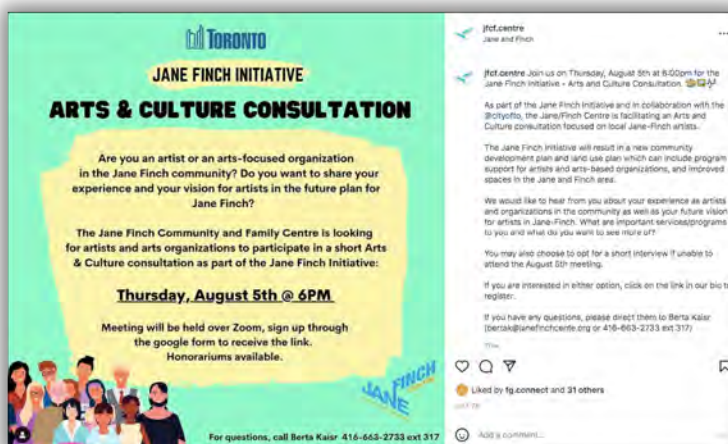 TORONTO
JANE FINCH INITIATIVE
ARTS & CULTURE CONSULTATION
Are you an artist or an arts-focused organization
in the Jane Finch community? Do you want to share your
experience and your vision for artists in the future plan for
Jane Finch?
The Jane Finch Community and Family Centre is looking
for artists and arts organizations to participate in a short Arts
& Culture consultation as part of the Jane Finch Initiative:
Thursday, August 5th @ 6PM
Meeting will be held over Zoom, sign up through
the google form to receive the link.
Honorariums available.
JANE FINCH
For questions, call Berta Kaisr 416-663-2733 ext 317
jfcf.centre
Jane and Finch
jfcf.centre Join us on Thursday, August 5th at 6:00pm for the
Jane Finch Initiative - Arts and Culture Consultation.
As part of the Jane Finch Initiative and in collaboration with the
@cityofto, the Jane/Finch Centre is facilitating an Arts and
Culture consultation focused on local Jane-Finch artists.
The Jane Finch Initiative will result in a new community
development plan and land use plan which can include program
support for artists and arts-based organizations, and improved
spaces in the Jane and Finch area.
We would like to hear from you about your experience as artists
and organizations in the community as well as your future vision
for artists in Jane-Finch. What are important services/programs
to you and what do you want to see more of?
You may also choose to opt for a short interview if unable to
attend the August 5th meeting.
If you are interested in either option, click on the link in our bio to
register.
If you have any questions, please direct them to Berta Kaisr
(bertak@janefinchcente.org or 416-663-2733 ext 317)
Liked by fg.connect and 31 others
Add a comment...